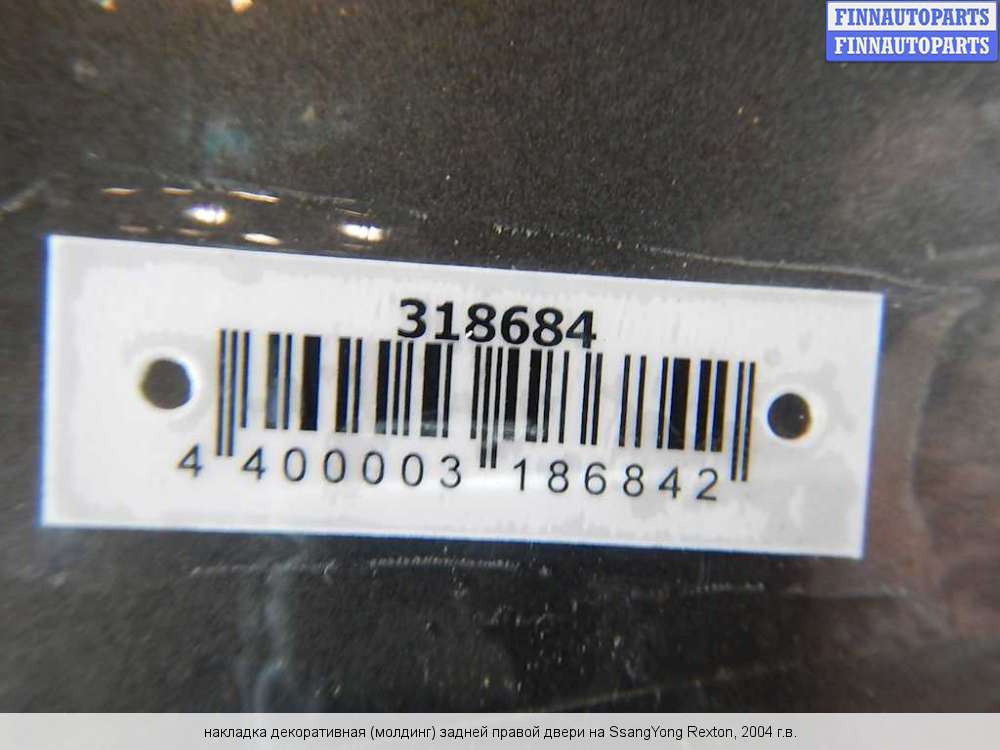 FINNAUTOPARTS
FINNAUTOPARTS
318684
4 400003 186842
накладка декоративная (молдинг) задней правой двери на SsangYong Rexton, 2004 г.в.